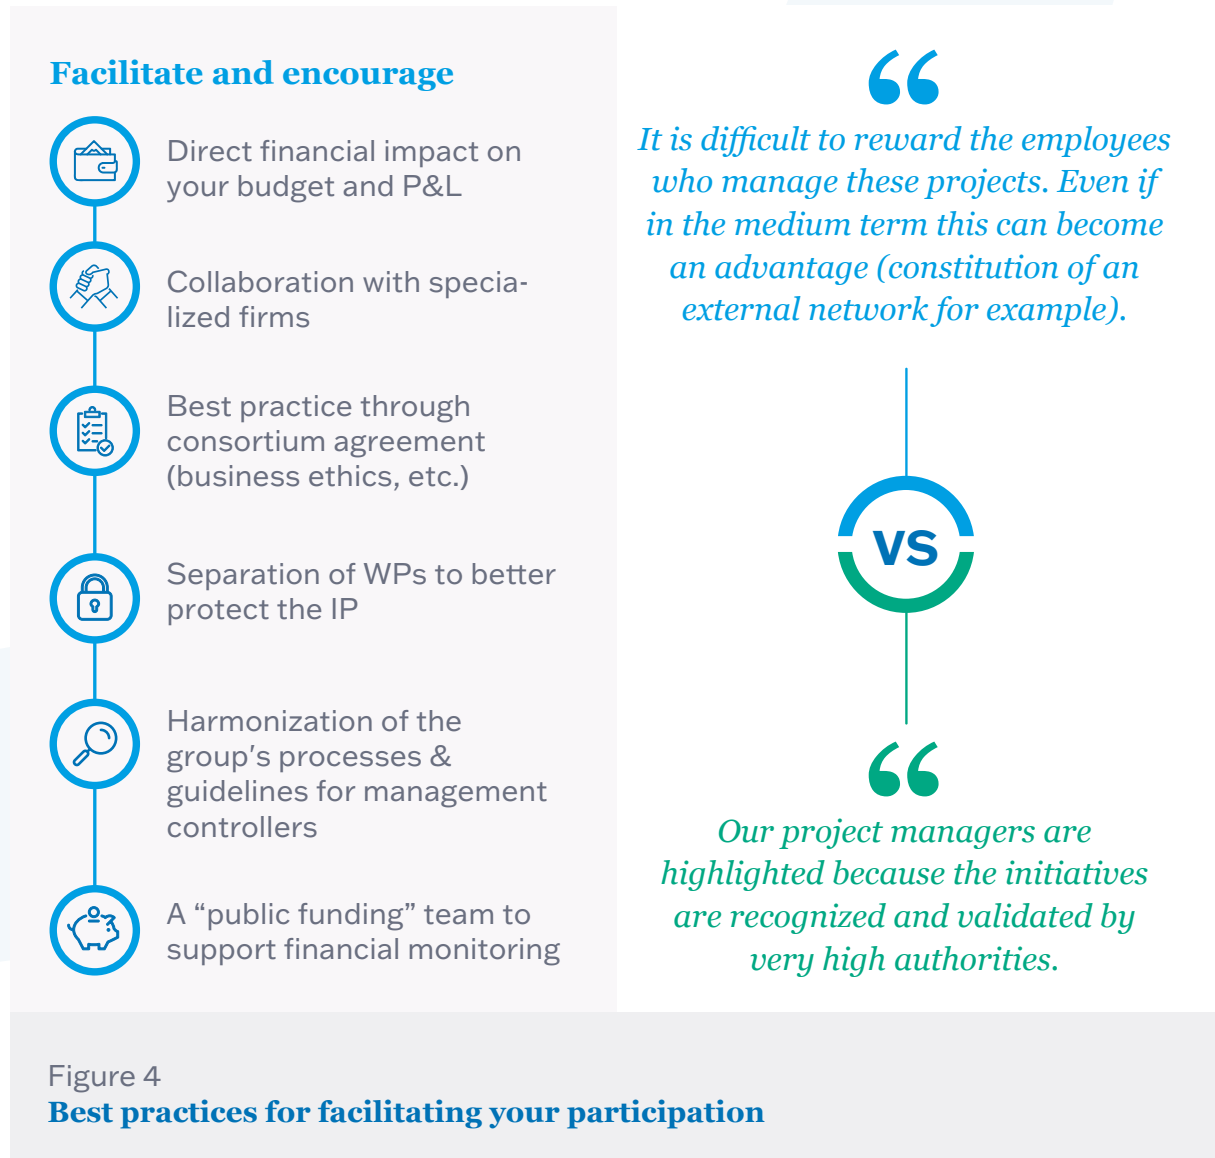 Facilitate and encourage
Direct financial impact on
your budget and P&L
Collaboration with specia-
lized firms
Best practice through
consortium agreement
(business ethics, etc.)
Separation of WPs to better
protect the IP
Harmonization of the
group's processes &
guidelines for management
controllers
A “public funding” team to
support financial monitoring
“
It is difficult to reward the employees
who manage these projects. Even if
in the medium term this can become
an advantage (constitution of an
external network for example).
VS
“
Our project managers are
highlighted because the initiatives
are recognized and validated by
very high authorities.
Figure 4
Best practices for facilitating your participation